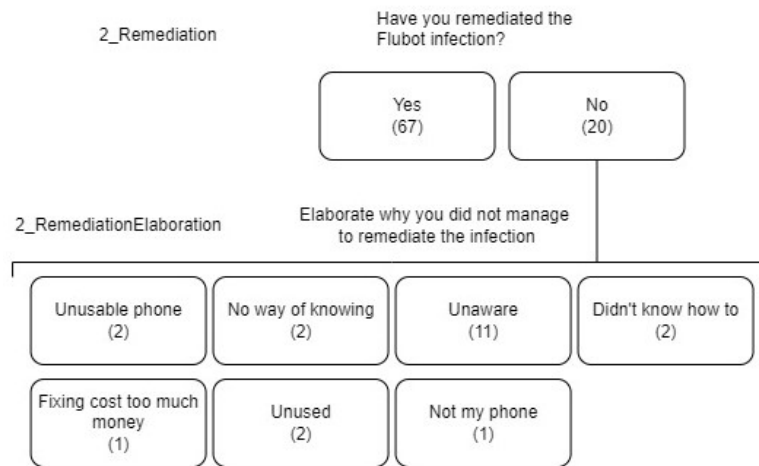 2_Remediation
Have you remediated the
Flubot infection?
Yes
(67)
No
(20)
2_RemediationElaboration
Elaborate why you did not manage
to remediate the infection
Unusable phone
(2)
No way of knowing
(2)
Unaware
(11)
Didn't know how to
(2)
Fixing cost too much
money
(1)
Unused
(2)
Not my phone
(1)